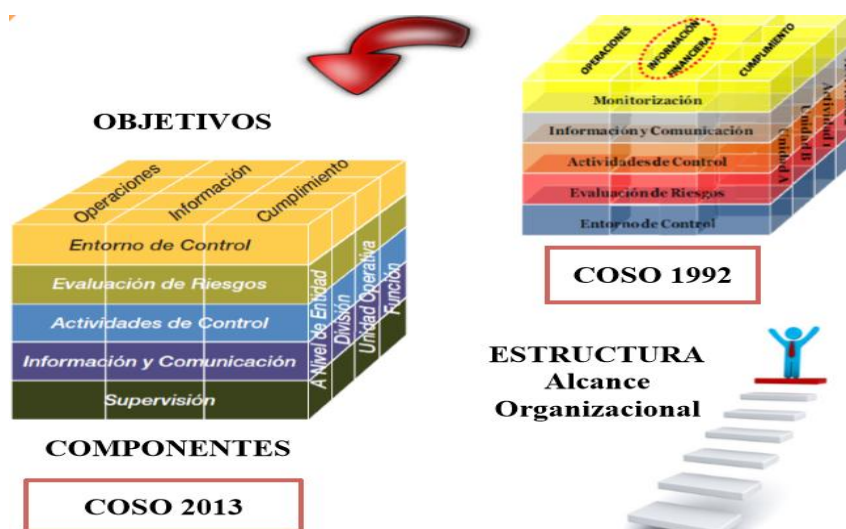 OPERACIONES
INFORMACIÓN
FINANCIERA
CUMPLIMIENTO
Monitorización
Información y Comunicación
Actividades de Control
Evaluación de Riesgos
Entorno de Control
Unidad A
Unidad B
COSO 1992
OBJETIVOS
Operaciones
Información
Cumplimiento
Entorno de Control
Evaluación de Riesgos
Actividades de Control
Información y Comunicación
Supervisión
A Nivel de Entidad
División
Unidad Operativa
Función
COMPONENTES
COSO 2013
ESTRUCTURA
Alcance
Organizacional